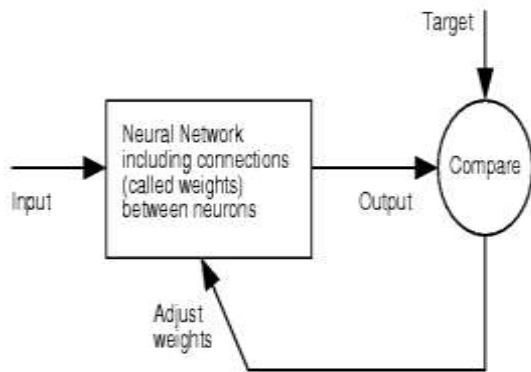 Target
Neural Network
including connections
(called weights)
between neurons
Compare
Input
Output
Adjust
weights